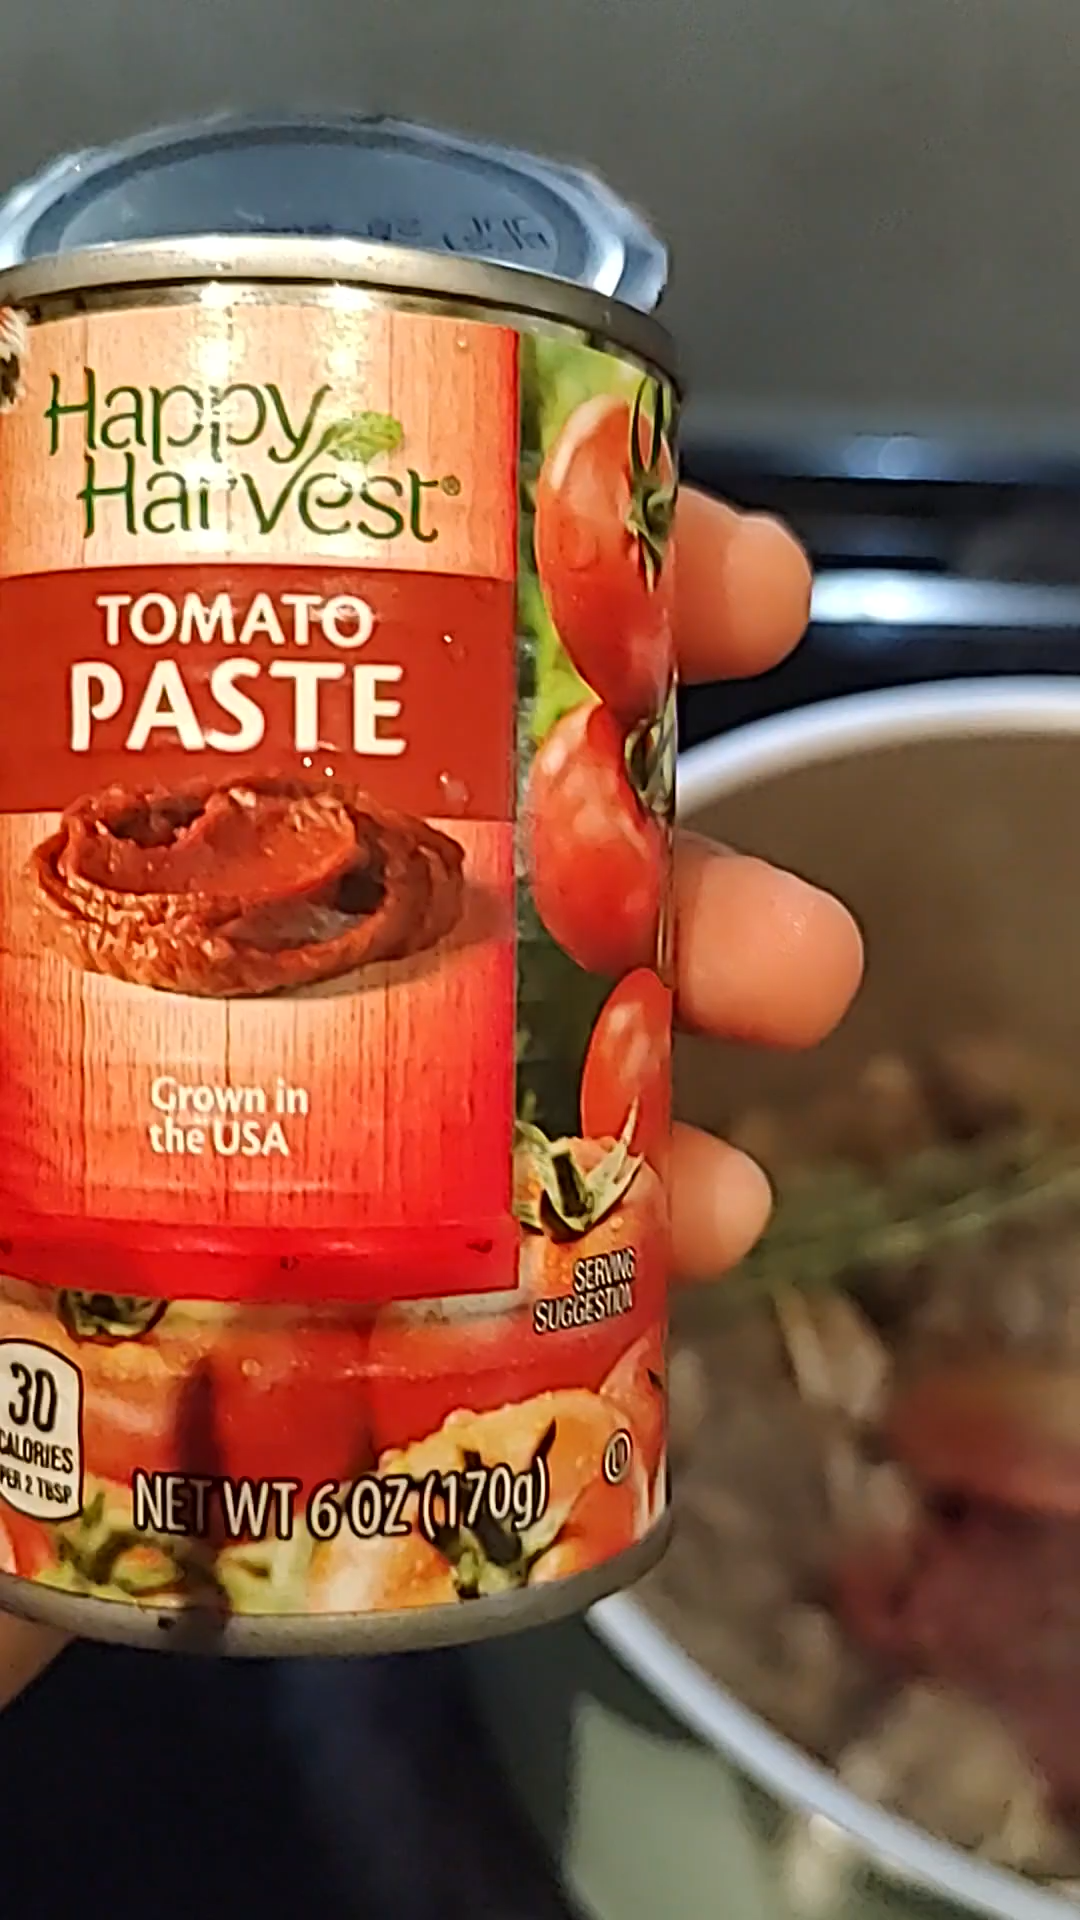 Happy
Harvest®
TOMATO
PASTE
Grown in
the USA
SERVING
SUGGESTION
30
CALORIES
PER 2 TBSP
NET WT 6 OZ (170g)
U